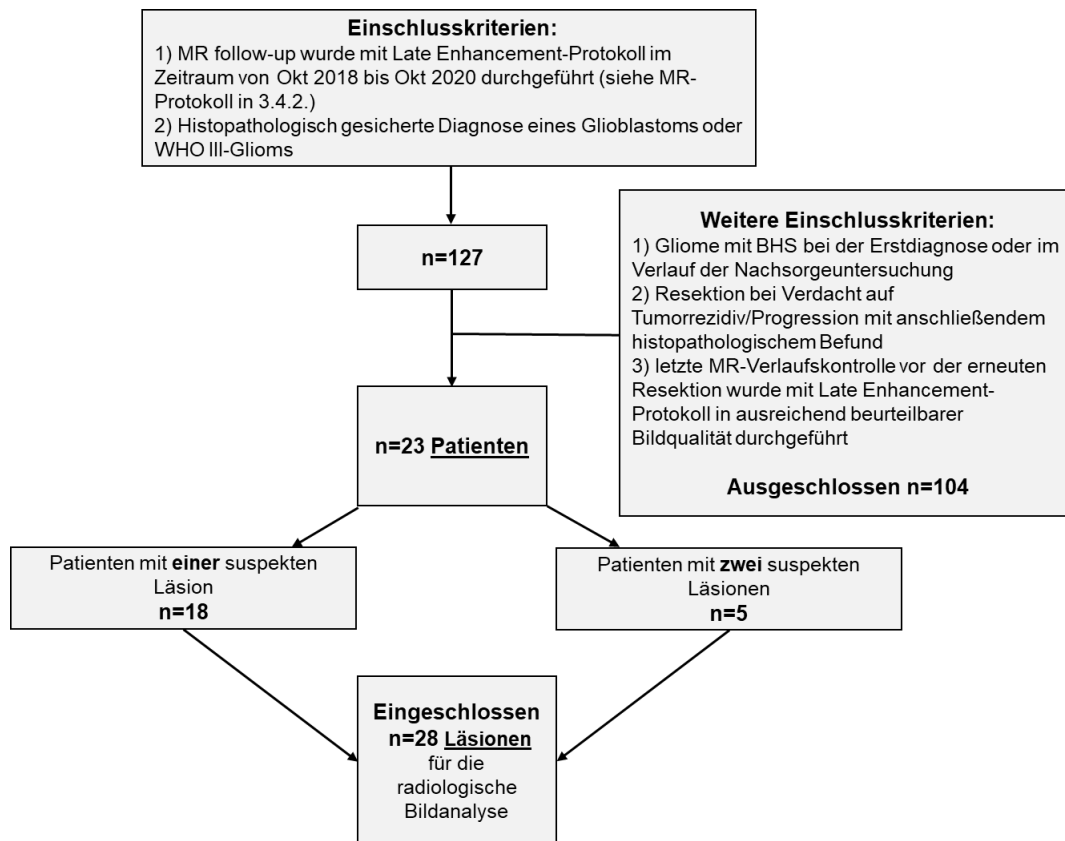 Einschlusskriterien:
1) MR follow-up wurde mit Late Enhancement-Protokoll im
Zeitraum von Okt 2018 bis Okt 2020 durchgeführt (siehe MR-
Protokoll in 3.4.2.)
2) Histopathologisch gesicherte Diagnose eines Glioblastoms oder
WHO III-Glioms
n=127
Weitere Einschlusskriterien:
1) Gliome mit BHS bei der Erstdiagnose oder im
Verlauf der Nachsorgeuntersuchung
2) Resektion bei Verdacht auf
Tumorrezidiv/Progression mit anschließendem
histopathologischem Befund
3) letzte MR-Verlaufskontrolle vor der erneuten
Resektion wurde mit Late Enhancement-
Protokoll in ausreichend beurteilbarer
Bildqualität durchgeführt
Ausgeschlossen n=104
n=23 Patienten
Patienten mit einer suspekten
Läsion
n=18
Patienten mit zwei suspekten
Läsionen
n=5
Eingeschlossen
n=28 Läsionen
für die
radiologische
Bildanalyse